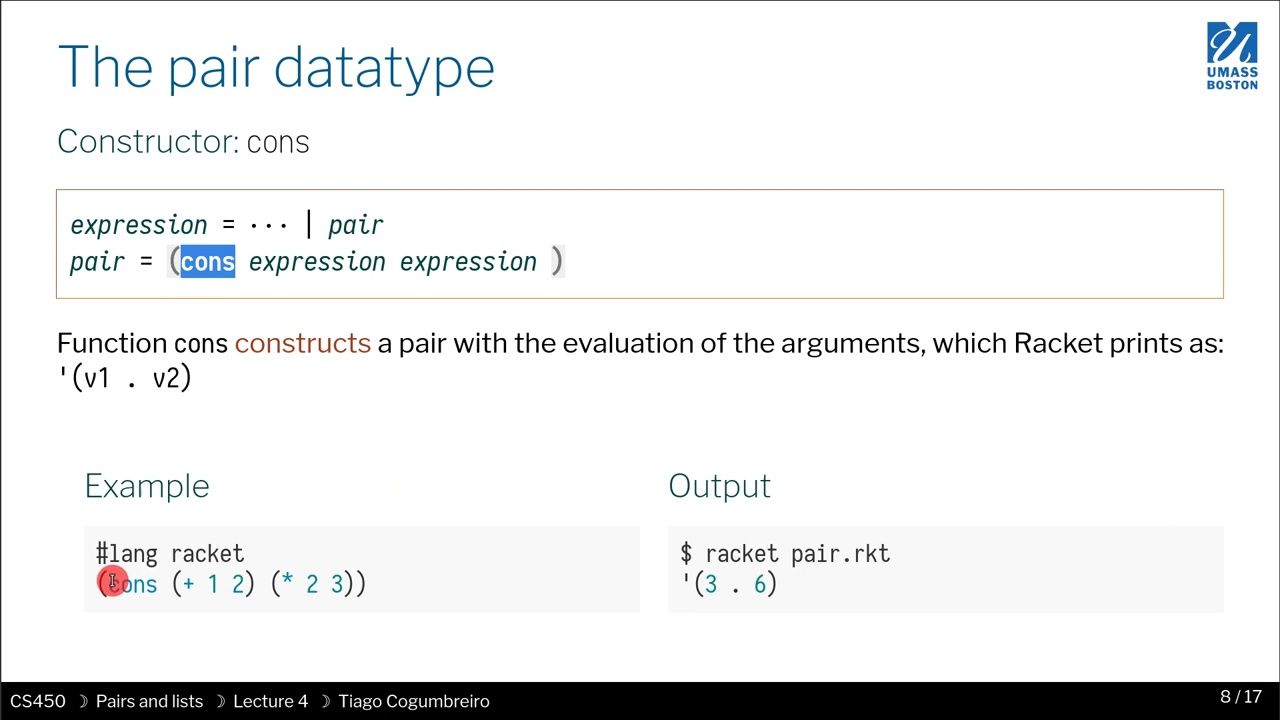 The pair datatype
UMASS
BOSTON
Constructor: cons
expression = ··· | pair
pair = (cons expression expression )
Function cons constructs a pair with the evaluation of the arguments, which Racket prints as:
'(v1 . v2)
Example
#lang racket
(cons (+ 1 2) (* 2 3))
Output
$ racket pair.rkt
'(3 . 6)
CS450 ☽ Pairs and lists ☽ Lecture 4 ☽ Tiago Cogumbreiro
8 / 17